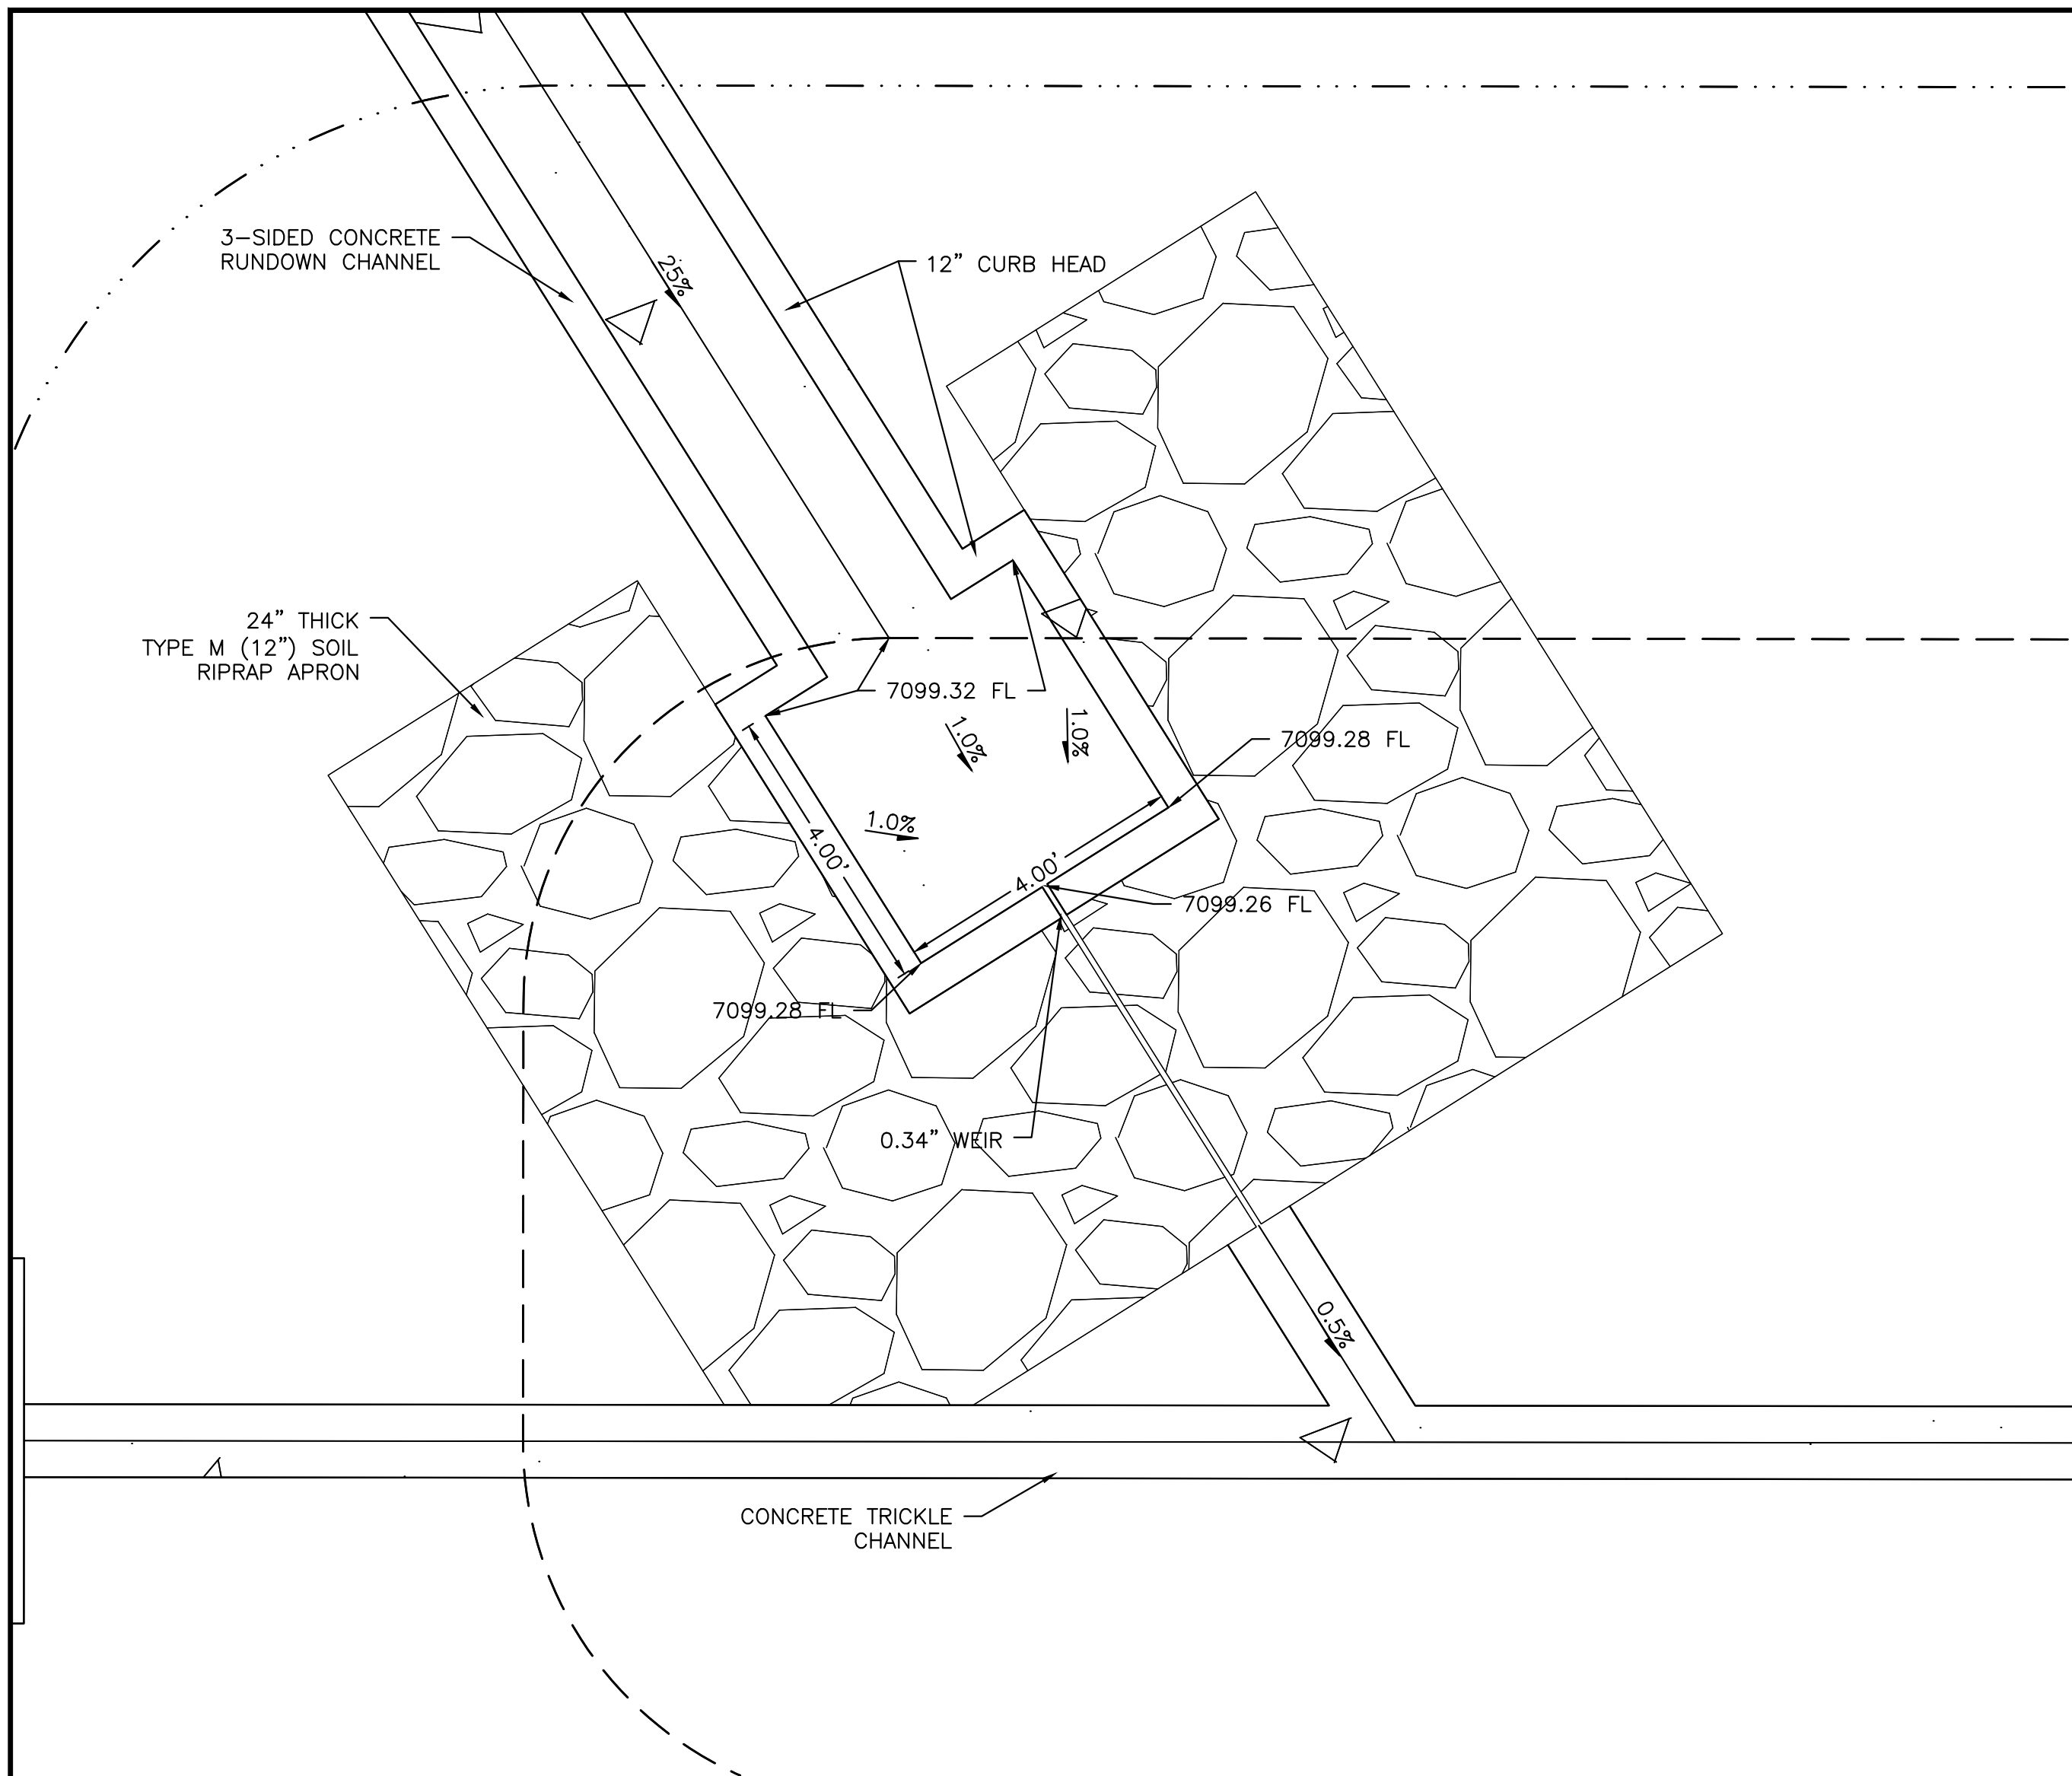 3-SIDED CONCRETE
RUNDOWN CHANNEL
25%
12” CURB HEAD
24” THICK
TYPE M (12”) SOIL
RIPRAP APRON
7099.32 FL
1.0%
1.0%
7099.28 FL
1.0%
4.00’
4.00’
7099.26 FL
7099.28 FL
0.34” WEIR
0.5%
CONCRETE TRICKLE
CHANNEL